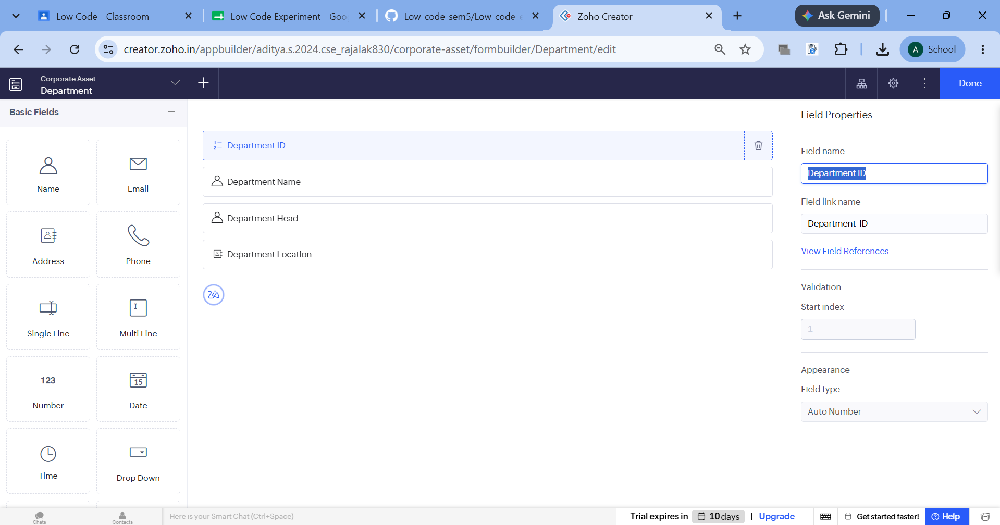 Low Code - Classroom
Low Code Experiment - Goo
Low_code_sem5/Low_code_e
Zoho Creator
Ask Gemini
creator.zoho.in/appbuilder/aditya.s.2024.cse_rajalak830/corporate-asset/formbuilder/Department/edit
A School
Corporate Asset
Department
Done
Basic Fields
Name
Email
Address
Phone
Single Line
Multi Line
123
Number
15
Date
Time
Drop Down
Department ID
Department Name
Department Head
Department Location
Zia
Field Properties
Field name
Department ID
Field link name
Department_ID
View Field References
Validation
Start index
1
Appearance
Field type
Auto Number
Chats
Contacts
Here is your Smart Chat (Ctrl+Space)
Trial expires in 10 days | Upgrade
Get started faster!
Help